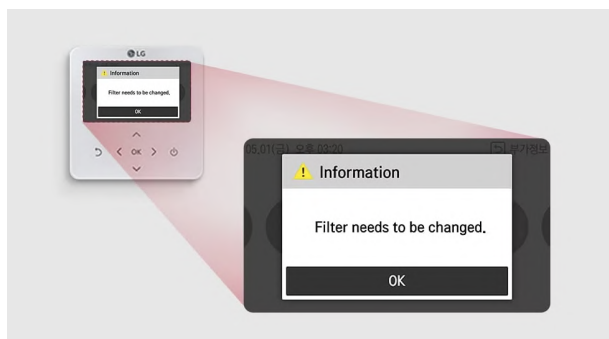 LG
Information
Filter needs to be changed.
OK
OK
05.01(금) 오후 03:20
부가정보
Information
Filter needs to be changed.
OK